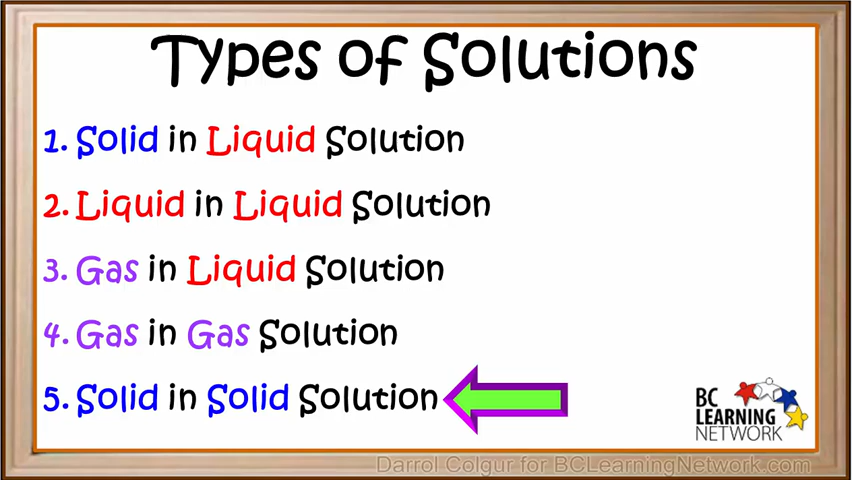 Types of Solutions
1. Solid in Liquid Solution
2. Liquid in Liquid Solution
3. Gas in Liquid Solution
4. Gas in Gas Solution
5. Solid in Solid Solution
BC
LEARNING
NETWORK
Darrol Colgur for BCLearningNetwork.com